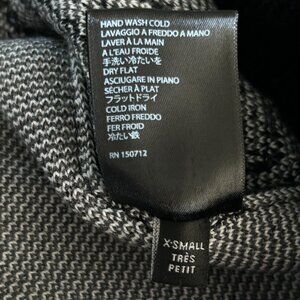 HAND WASH COLD
LAVAGGIO A FREDDO A MANO
LAVER À LA MAIN
A L'EAU FROIDE
手洗い冷たいを
DRY FLAT
ASCIUGARE IN PIANO
SÉCHER À PLAT
フラットドライ
COLD IRON
FERRO FREDDO
FER FROID
冷たい鉄
RN 150712
X-SMALL
TRÈS
PETIT